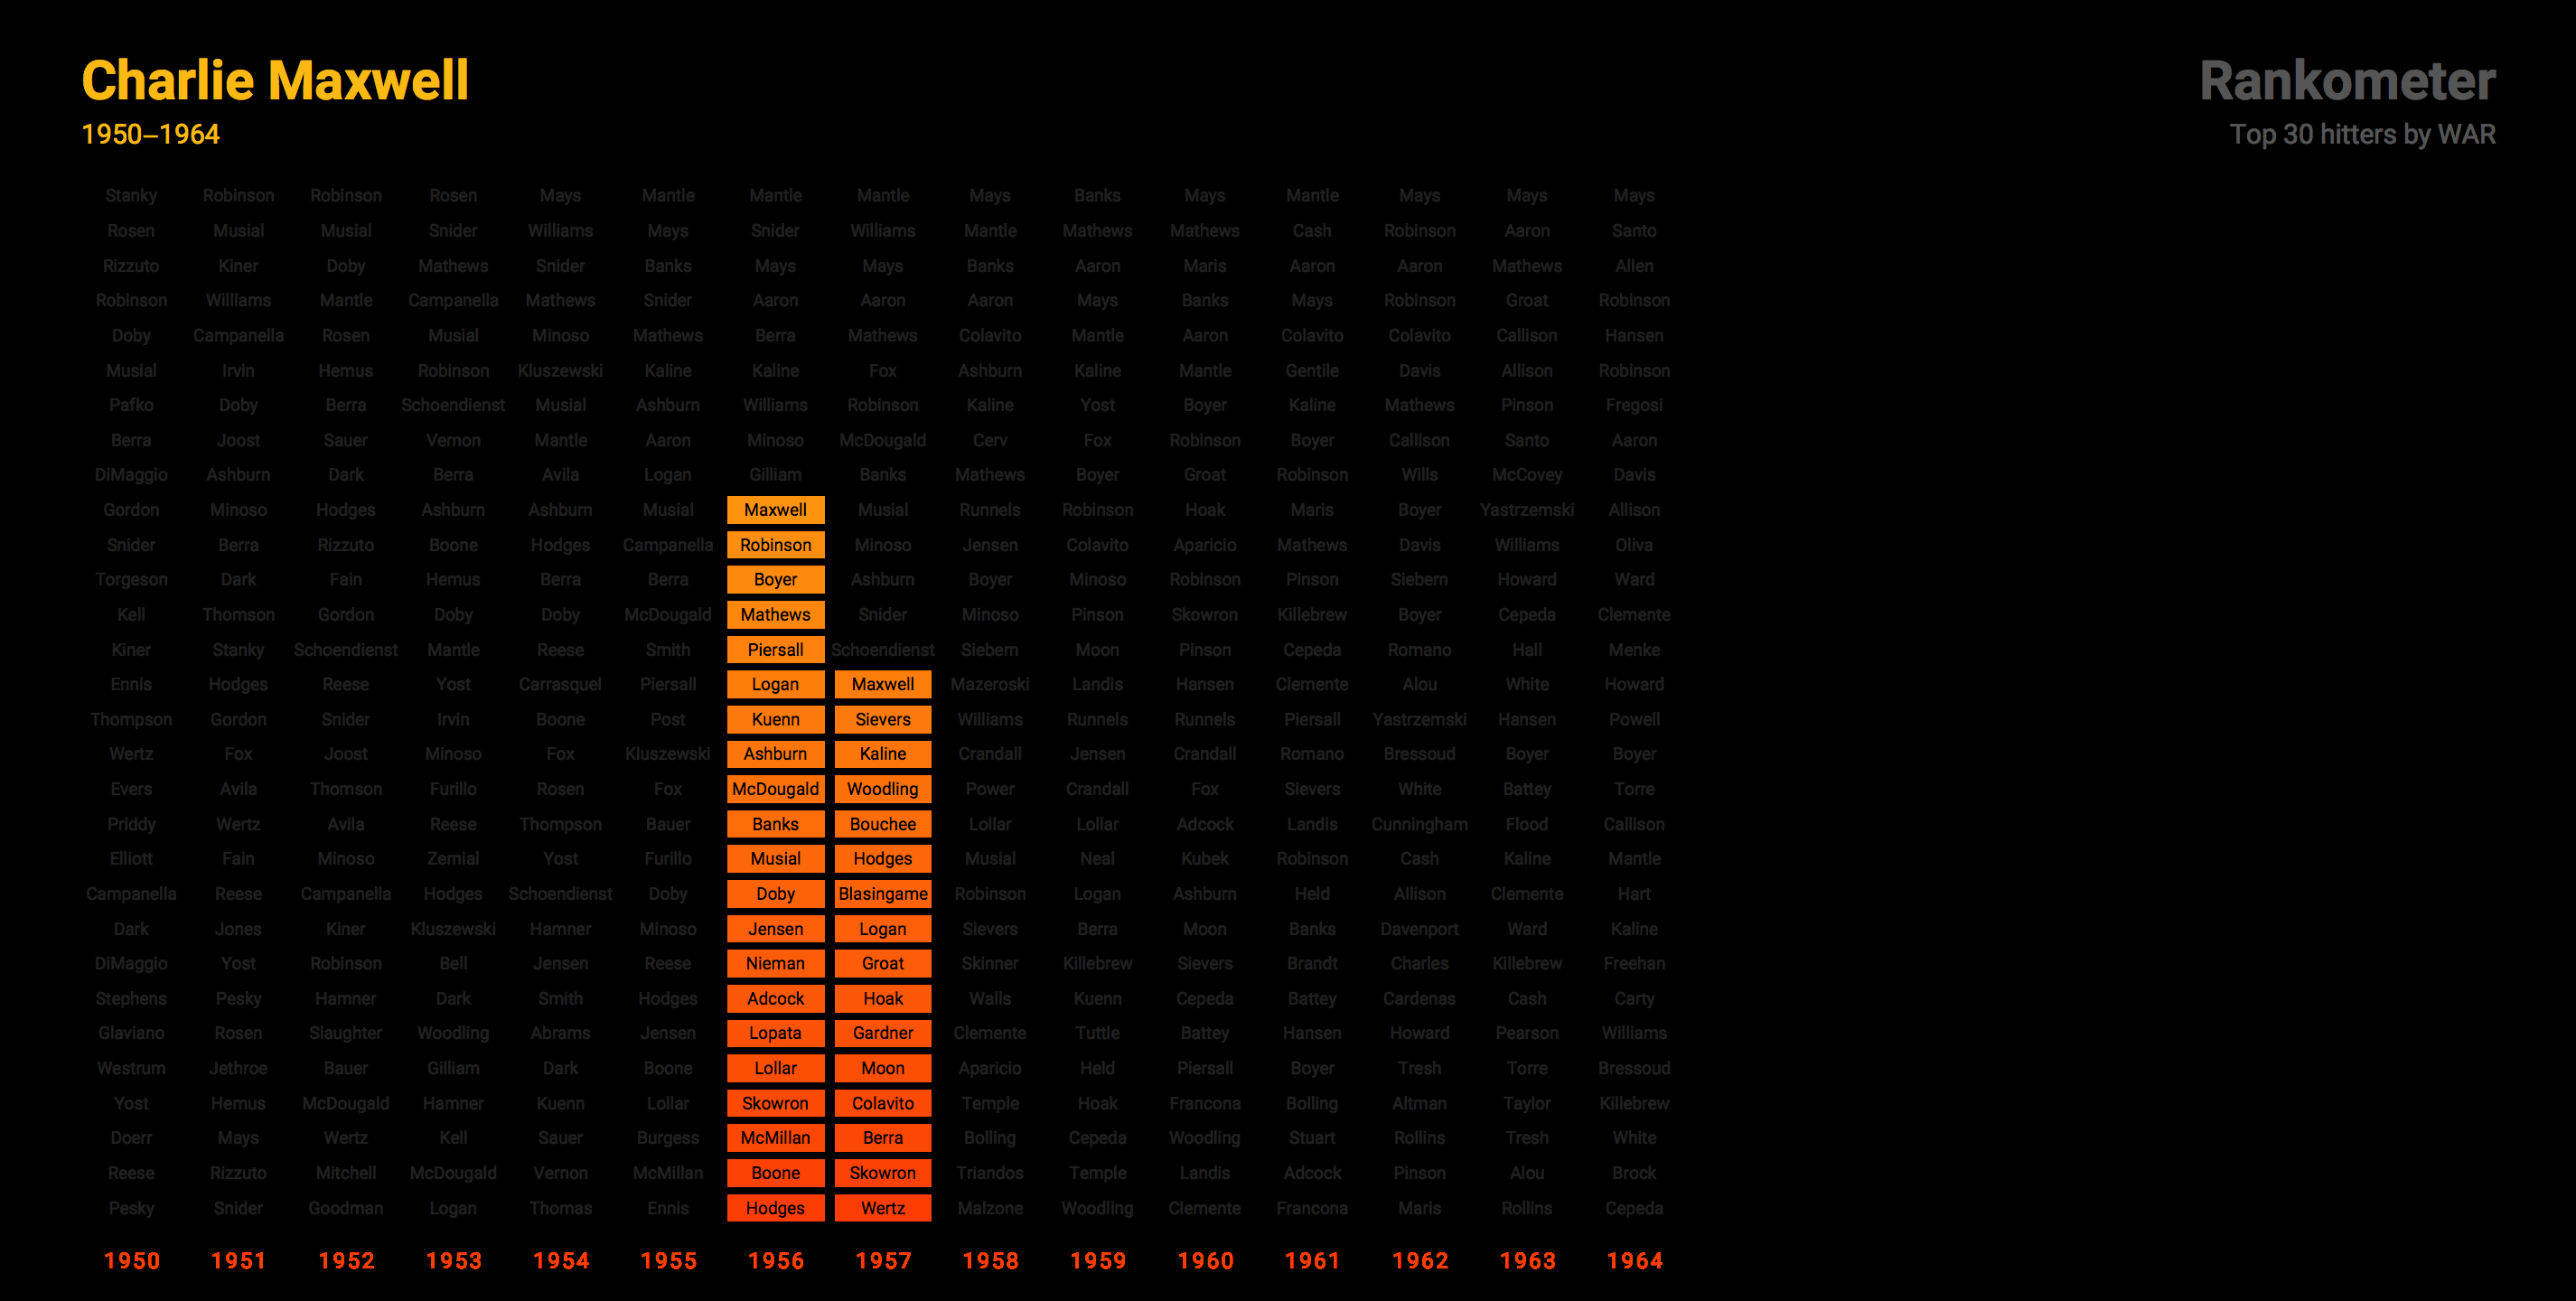 Charlie Maxwell
1950–1964
Rankometer
Top 30 hitters by WAR
Stanky Robinson Robinson Rosen Mays Mantle Mantle Mantle Mays Banks Mays Mantle Mays Mays Mays
Rosen Musial Musial Snider Williams Mays Snider Williams Mantle Mathews Mathews Cash Robinson Aaron Santo
Rizzuto Kiner Doby Mathews Snider Banks Mays Mays Banks Aaron Maris Aaron Aaron Mathews Allen
Robinson Williams Mantle Campanella Mathews Snider Aaron Aaron Aaron Mays Banks Mays Robinson Groat Robinson
Doby Campanella Rosen Musial Minoso Mathews Berra Mathews Colavito Mantle Aaron Colavito Colavito Callison Hansen
Musial Irvin Hemus Robinson Kluszewski Kaline Kaline Fox Ashburn Kaline Mantle Gentile Davis Allison Robinson
Pafko Doby Berra Schoendienst Musial Ashburn Williams Robinson Kaline Yost Boyer Kaline Mathews Pinson Fregosi
Berra Joost Sauer Vernon Mantle Aaron Minoso McDougald Cerv Fox Robinson Boyer Callison Santo Aaron
DiMaggio Ashburn Dark Berra Avila Logan Gilliam Banks Mathews Boyer Groat Robinson Wills McCovey Davis
Gordon Minoso Hodges Ashburn Ashburn Musial Maxwell Musial Runnels Robinson Hoak Maris Boyer Yastrzemski Allison
Snider Berra Rizzuto Boone Hodges Campanella Robinson Minoso Jensen Colavito Aparicio Mathews Davis Williams Oliva
Torgeson Dark Fain Hemus Berra Berra Boyer Ashburn Boyer Minoso Robinson Pinson Siebern Howard Ward
Kell Thomson Gordon Doby Doby McDougald Mathews Snider Minoso Pinson Skowron Killebrew Boyer Cepeda Clemente
Kiner Stanky Schoendienst Mantle Reese Smith Piersall Schoendienst Siebern Moon Pinson Cepeda Romano Hall Menke
Ennis Hodges Reese Yost Carrasquel Piersall Logan Maxwell Mazeroski Landis Hansen Clemente Alou White Howard
Thompson Gordon Snider Irvin Boone Post Kuenn Sievers Williams Runnels Runnels Piersall Yastrzemski Hansen Powell
Wertz Fox Joost Minoso Fox Kluszewski Ashburn Kaline Crandall Jensen Crandall Romano Bressoud Boyer Boyer
Evers Avila Thomson Furillo Rosen Fox McDougald Woodling Power Crandall Fox Sievers White Battey Torre
Priddy Wertz Avila Reese Thompson Bauer Banks Bouchee Lollar Lollar Adcock Landis Cunningham Flood Callison
Elliott Fain Minoso Zernial Yost Furillo Musial Hodges Musial Neal Kubek Robinson Cash Kaline Mantle
Campanella Reese Campanella Hodges Schoendienst Doby Doby Blasingame Robinson Logan Ashburn Held Allison Clemente Hart
Dark Jones Kiner Kluszewski Hamner Minoso Jensen Logan Sievers Berra Moon Banks Davenport Ward Kaline
DiMaggio Yost Robinson Bell Jensen Reese Nieman Groat Skinner Killebrew Sievers Brandt Charles Killebrew Freehan
Stephens Pesky Hamner Dark Smith Hodges Adcock Hoak Walls Kuenn Cepeda Battey Cardenas Cash Carty
Glaviano Rosen Slaughter Woodling Abrams Jensen Lopata Gardner Clemente Tuttle Battey Hansen Howard Pearson Williams
Westrum Jethroe Bauer Gilliam Dark Boone Lollar Moon Aparicio Held Piersall Boyer Tresh Torre Bressoud
Yost Hemus McDougald Hamner Kuenn Lollar Skowron Colavito Temple Hoak Francona Bolling Altman Taylor Killebrew
Doerr Mays Wertz Kell Sauer Burgess McMillan Berra Bolling Cepeda Woodling Stuart Rollins Tresh White
Reese Rizzuto Mitchell McDougald Vernon McMillan Boone Skowron Triandos Temple Landis Adcock Pinson Alou Brock
Pesky Snider Goodman Logan Thomas Ennis Hodges Wertz Malzone Woodling Clemente Francona Maris Rollins Cepeda
1950 1951 1952 1953 1954 1955 1956 1957 1958 1959 1960 1961 1962 1963 1964